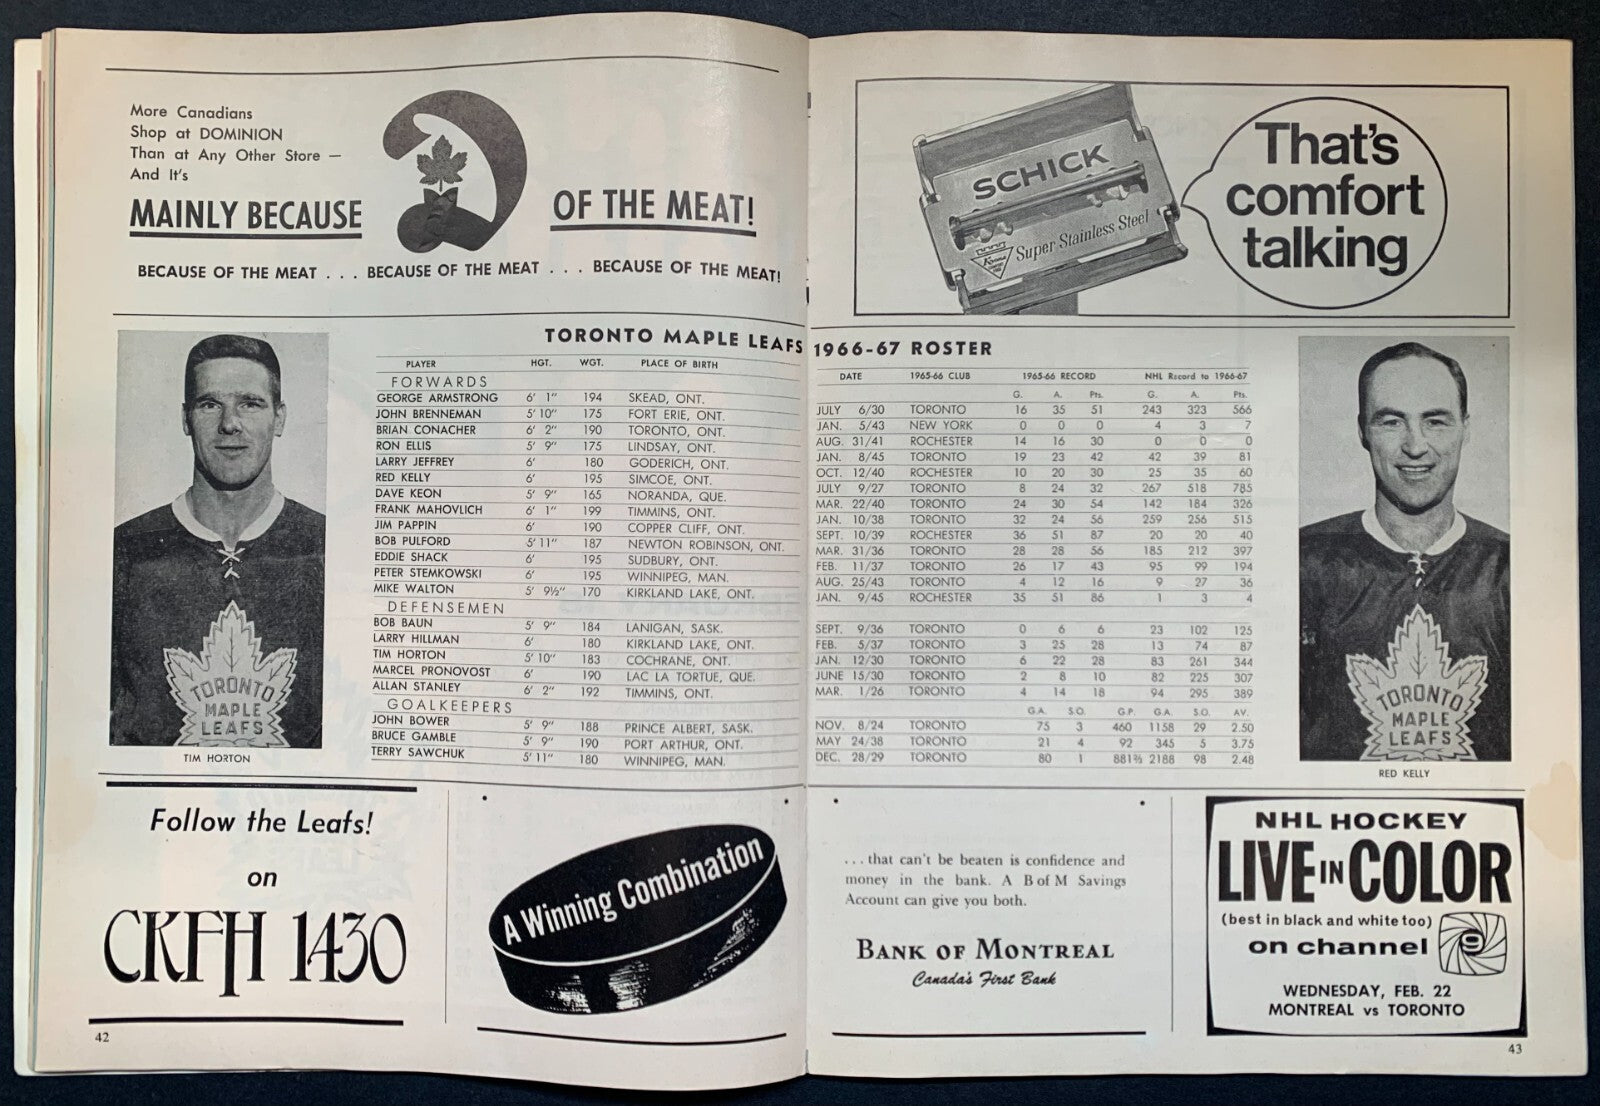 More Canadians
Shop at DOMINION
Than at Any Other Store —
And It's
MAINLY BECAUSE OF THE MEAT!
BECAUSE OF THE MEAT . . . BECAUSE OF THE MEAT . . . BECAUSE OF THE MEAT!
SCHICK
Krona
Super Stainless Steel
That's
comfort
talking
TORONTO MAPLE LEAFS 1966-67 ROSTER
PLAYER HGT. WGT. PLACE OF BIRTH DATE 1965-66 CLUB 1965-66 RECORD NHL Record to 1966-67
FORWARDS G. A. Pts. G. A. Pts.
GEORGE ARMSTRONG 6' 1" 194 SKEAD, ONT. JULY 6/30 TORONTO 16 35 51 243 323 566
JOHN BRENNEMAN 5' 10" 175 FORT ERIE, ONT. JAN. 5/43 NEW YORK 0 0 0 4 3 7
BRIAN CONACHER 6' 2" 190 TORONTO, ONT. AUG. 31/41 ROCHESTER 14 16 30 0 0 0
RON ELLIS 5' 9" 175 LINDSAY, ONT. JAN. 8/45 TORONTO 19 23 42 42 39 81
LARRY JEFFREY 6' 180 GODERICH, ONT. OCT. 12/40 ROCHESTER 10 20 30 25 35 60
RED KELLY 6' 195 SIMCOE, ONT. JULY 9/27 TORONTO 8 24 32 267 518 785
DAVE KEON 5' 9" 165 NORANDA, QUE. MAR. 22/40 TORONTO 24 30 54 142 184 326
FRANK MAHOVLICH 6' 1" 199 TIMMINS, ONT. JAN. 10/38 TORONTO 32 24 56 259 256 515
JIM PAPPIN 6' 190 COPPER CLIFF, ONT. SEPT. 10/39 ROCHESTER 36 51 87 20 20 40
BOB PULFORD 5' 11" 187 NEWTON ROBINSON, ONT. MAR. 31/36 TORONTO 28 28 56 185 212 397
EDDIE SHACK 6' 195 SUDBURY, ONT. FEB. 11/37 TORONTO 26 17 43 95 99 194
PETER STEMKOWSKI 6' 195 WINNIPEG, MAN. AUG. 25/43 TORONTO 4 12 16 9 27 36
MIKE WALTON 5' 9½" 170 KIRKLAND LAKE, ONT. JAN. 9/45 ROCHESTER 35 51 86 1 3 4
DEFENSEMEN
BOB BAUN 5' 9" 184 LANIGAN, SASK. SEPT. 9/36 TORONTO 0 6 6 23 102 125
LARRY HILLMAN 6' 180 KIRKLAND LAKE, ONT. FEB. 5/37 TORONTO 3 25 28 13 74 87
TIM HORTON 5' 10" 183 COCHRANE, ONT. JAN. 12/30 TORONTO 6 22 28 83 261 344
MARCEL PRONOVOST 6' 190 LAC LA TORTUE, QUE. JUNE 15/30 TORONTO 2 8 10 82 225 307
ALLAN STANLEY 6' 2" 192 TIMMINS, ONT. MAR. 1/26 TORONTO 4 14 18 94 295 389
GOALKEEPERS G.A. S.O. G.P. G.A. S.O. AV.
JOHN BOWER 5' 9" 188 PRINCE ALBERT, SASK. NOV. 8/24 TORONTO 75 3 460 1158 29 2.50
BRUCE GAMBLE 5' 9" 190 PORT ARTHUR, ONT. MAY 24/38 TORONTO 21 4 92 345 5 3.75
TERRY SAWCHUK 5' 11" 180 WINNIPEG, MAN. DEC. 28/29 TORONTO 80 1 881⅔ 2188 98 2.48
TORONTO
MAPLE
LEAFS
TIM HORTON
TORONTO
MAPLE
LEAFS
RED KELLY
Follow the Leafs!
on
CKFH 1430
A Winning Combination
. . . that can't be beaten is confidence and
money in the bank. A B of M Savings
Account can give you both.
BANK OF MONTREAL
Canada's First Bank
NHL HOCKEY
LIVE IN COLOR
(best in black and white too)
on channel 9
WEDNESDAY, FEB. 22
MONTREAL vs TORONTO
42
43